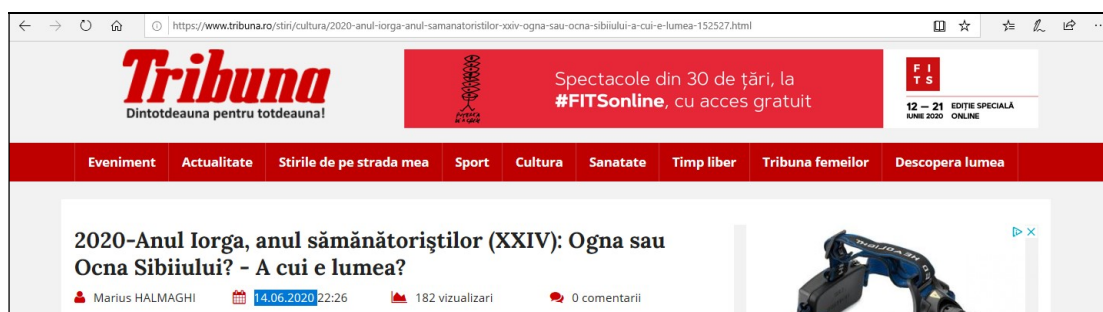 https://www.tribuna.ro/stiri/cultura/2020-anul-iorga-anul-samanatoristilor-xxiv-ogna-sau-ocna-sibiiului-a-cui-e-lumea-152527.html
Tribuna
Dintotdeauna pentru totdeauna!
Spectacole din 30 de țări, la
#FITSonline, cu acces gratuit
F I
T S
12 — 21 EDIȚIE SPECIALĂ
IUNIE 2020 ONLINE
Eveniment Actualitate Stirile de pe strada mea Sport Cultura Sanatate Timp liber Tribuna femeilor Descopera lumea
2020-Anul Iorga, anul sămănătoriştilor (XXIV): Ogna sau
Ocna Sibiiului? - A cui e lumea?
Marius HALMAGHI 14.06.2020 22:26 182 vizualizari 0 comentarii